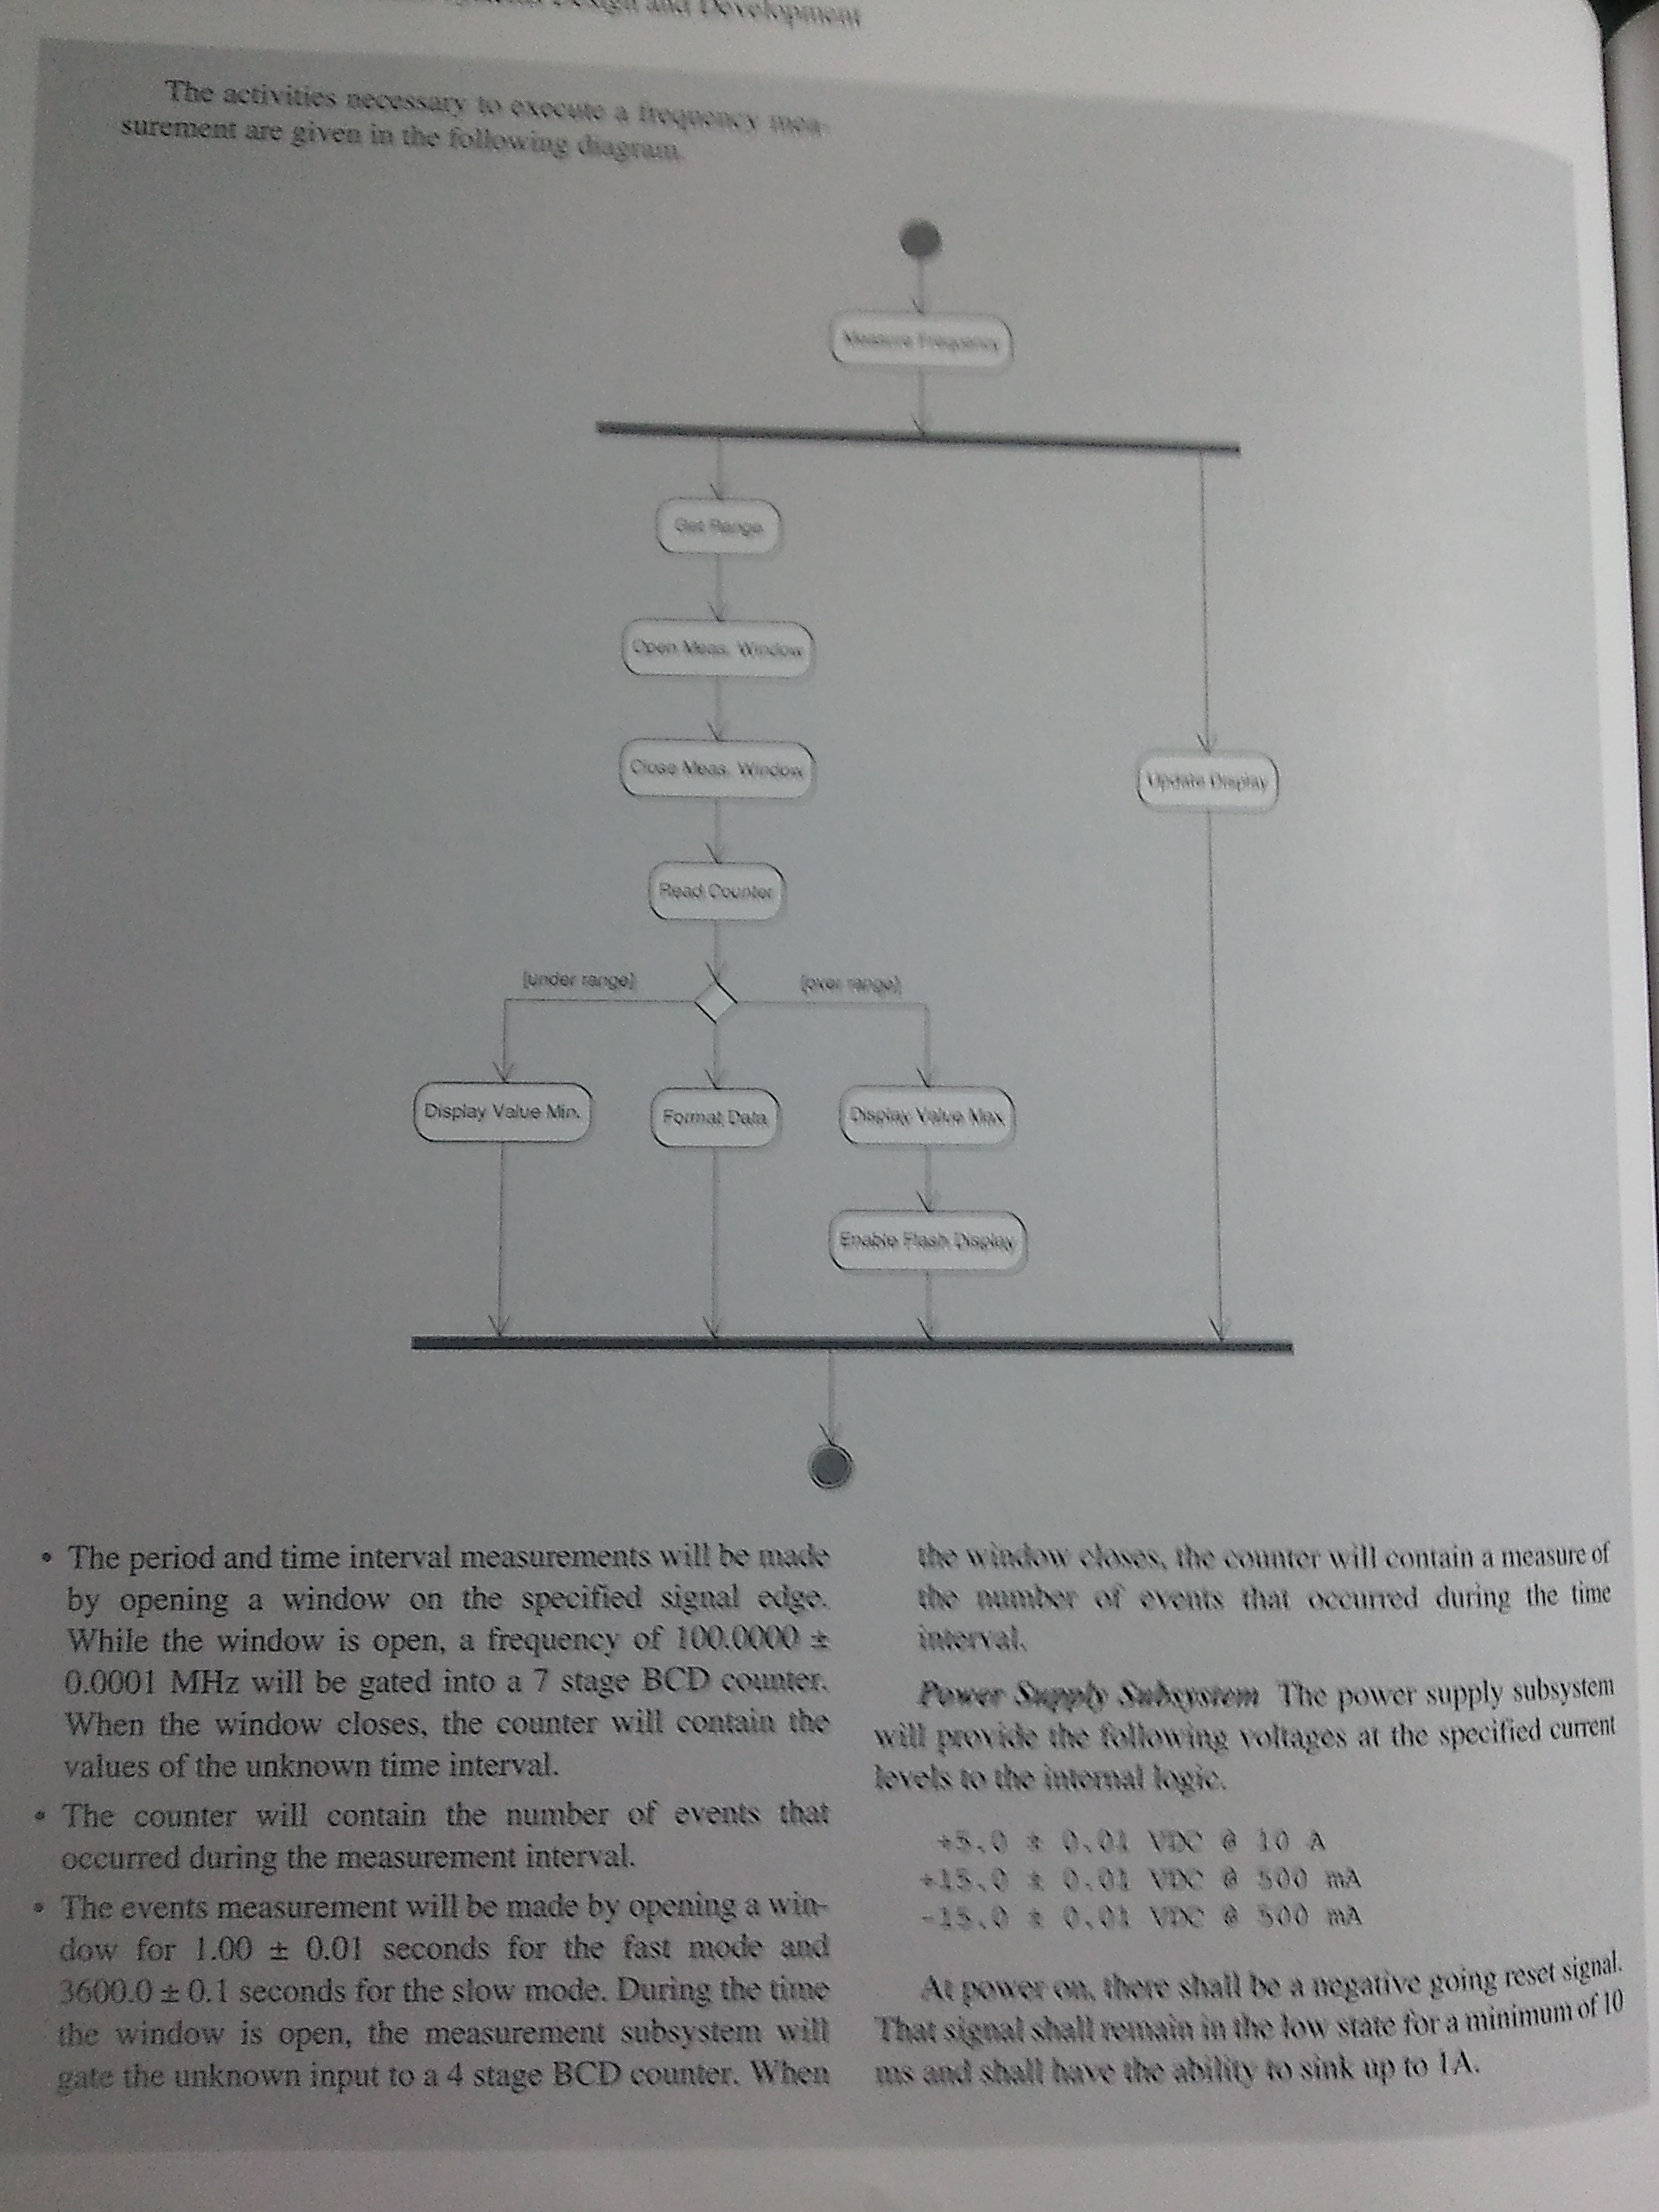 Design and Development
The activities necessary to execute a frequency mea-
surement are given in the following diagram.
Measure Frequency
Get Range
Open Meas. Window
Close Meas. Window
Update Display
Read Counter
[under range]
[over range]
Display Value Min.
Format Data
Display Value Max
Enable Flash Display
• The period and time interval measurements will be made
by opening a window on the specified signal edge.
While the window is open, a frequency of 100.0000 ±
0.0001 MHz will be gated into a 7 stage BCD counter.
When the window closes, the counter will contain the
values of the unknown time interval.
• The counter will contain the number of events that
occurred during the measurement interval.
• The events measurement will be made by opening a win-
dow for 1.00 ± 0.01 seconds for the fast mode and
3600.0 ± 0.1 seconds for the slow mode. During the time
the window is open, the measurement subsystem will
gate the unknown input to a 4 stage BCD counter. When
the window closes, the counter will contain a measure of
the number of events that occurred during the time
interval.
Power Supply Subsystem The power supply subsystem
will provide the following voltages at the specified current
levels to the internal logic.
+5.0 ± 0.01 VDC @ 10 A
+15.0 ± 0.01 VDC @ 500 mA
-15.0 ± 0.01 VDC @ 500 mA
At power on, there shall be a negative going reset signal.
That signal shall remain in the low state for a minimum of 10
ms and shall have the ability to sink up to 1A.